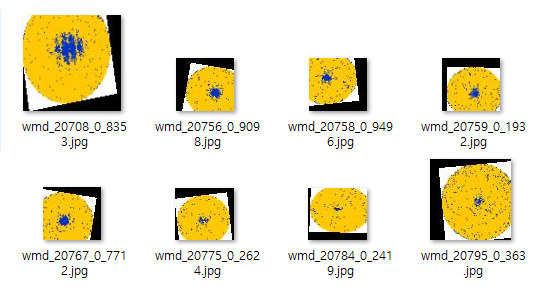 wmd_20708_0_835
3.jpg
wmd_20756_0_909
8.jpg
wmd_20758_0_949
6.jpg
wmd_20759_0_193
2.jpg
wmd_20767_0_771
2.jpg
wmd_20775_0_262
4.jpg
wmd_20784_0_241
9.jpg
wmd_20795_0_363
.jpg